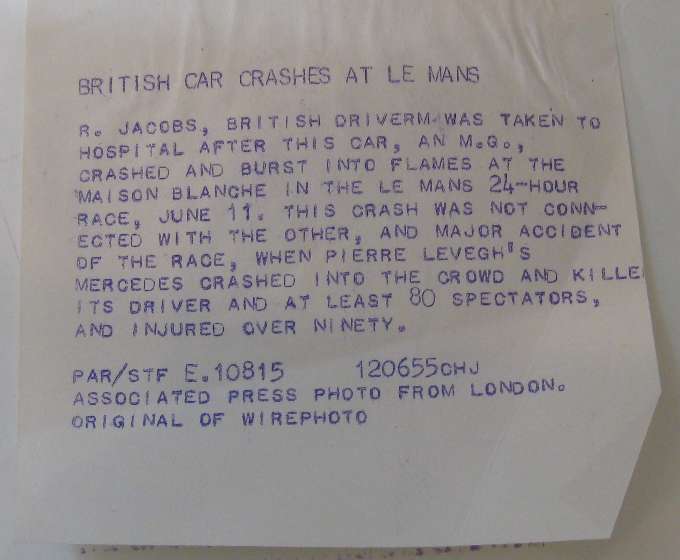 BRITISH CAR CRASHES AT LE MANS
R. JACOBS, BRITISH DRIVERM WAS TAKEN TO
HOSPITAL AFTER THIS CAR, AN M.G.,
CRASHED AND BURST INTO FLAMES AT THE
MAISON BLANCHE IN THE LE MANS 24-HOUR
RACE, JUNE 11. THIS CRASH WAS NOT CONN-
ECTED WITH THE OTHER, AND MAJOR ACCIDENT
OF THE RACE, WHEN PIERRE LEVEGH'S
MERCEDES CRASHED INTO THE CROWD AND KILLE
ITS DRIVER AND AT LEAST 80 SPECTATORS,
AND INJURED OVER NINETY.
PAR/STF E.10815 120655CHJ
ASSOCIATED PRESS PHOTO FROM LONDON.
ORIGINAL OF WIREPHOTO